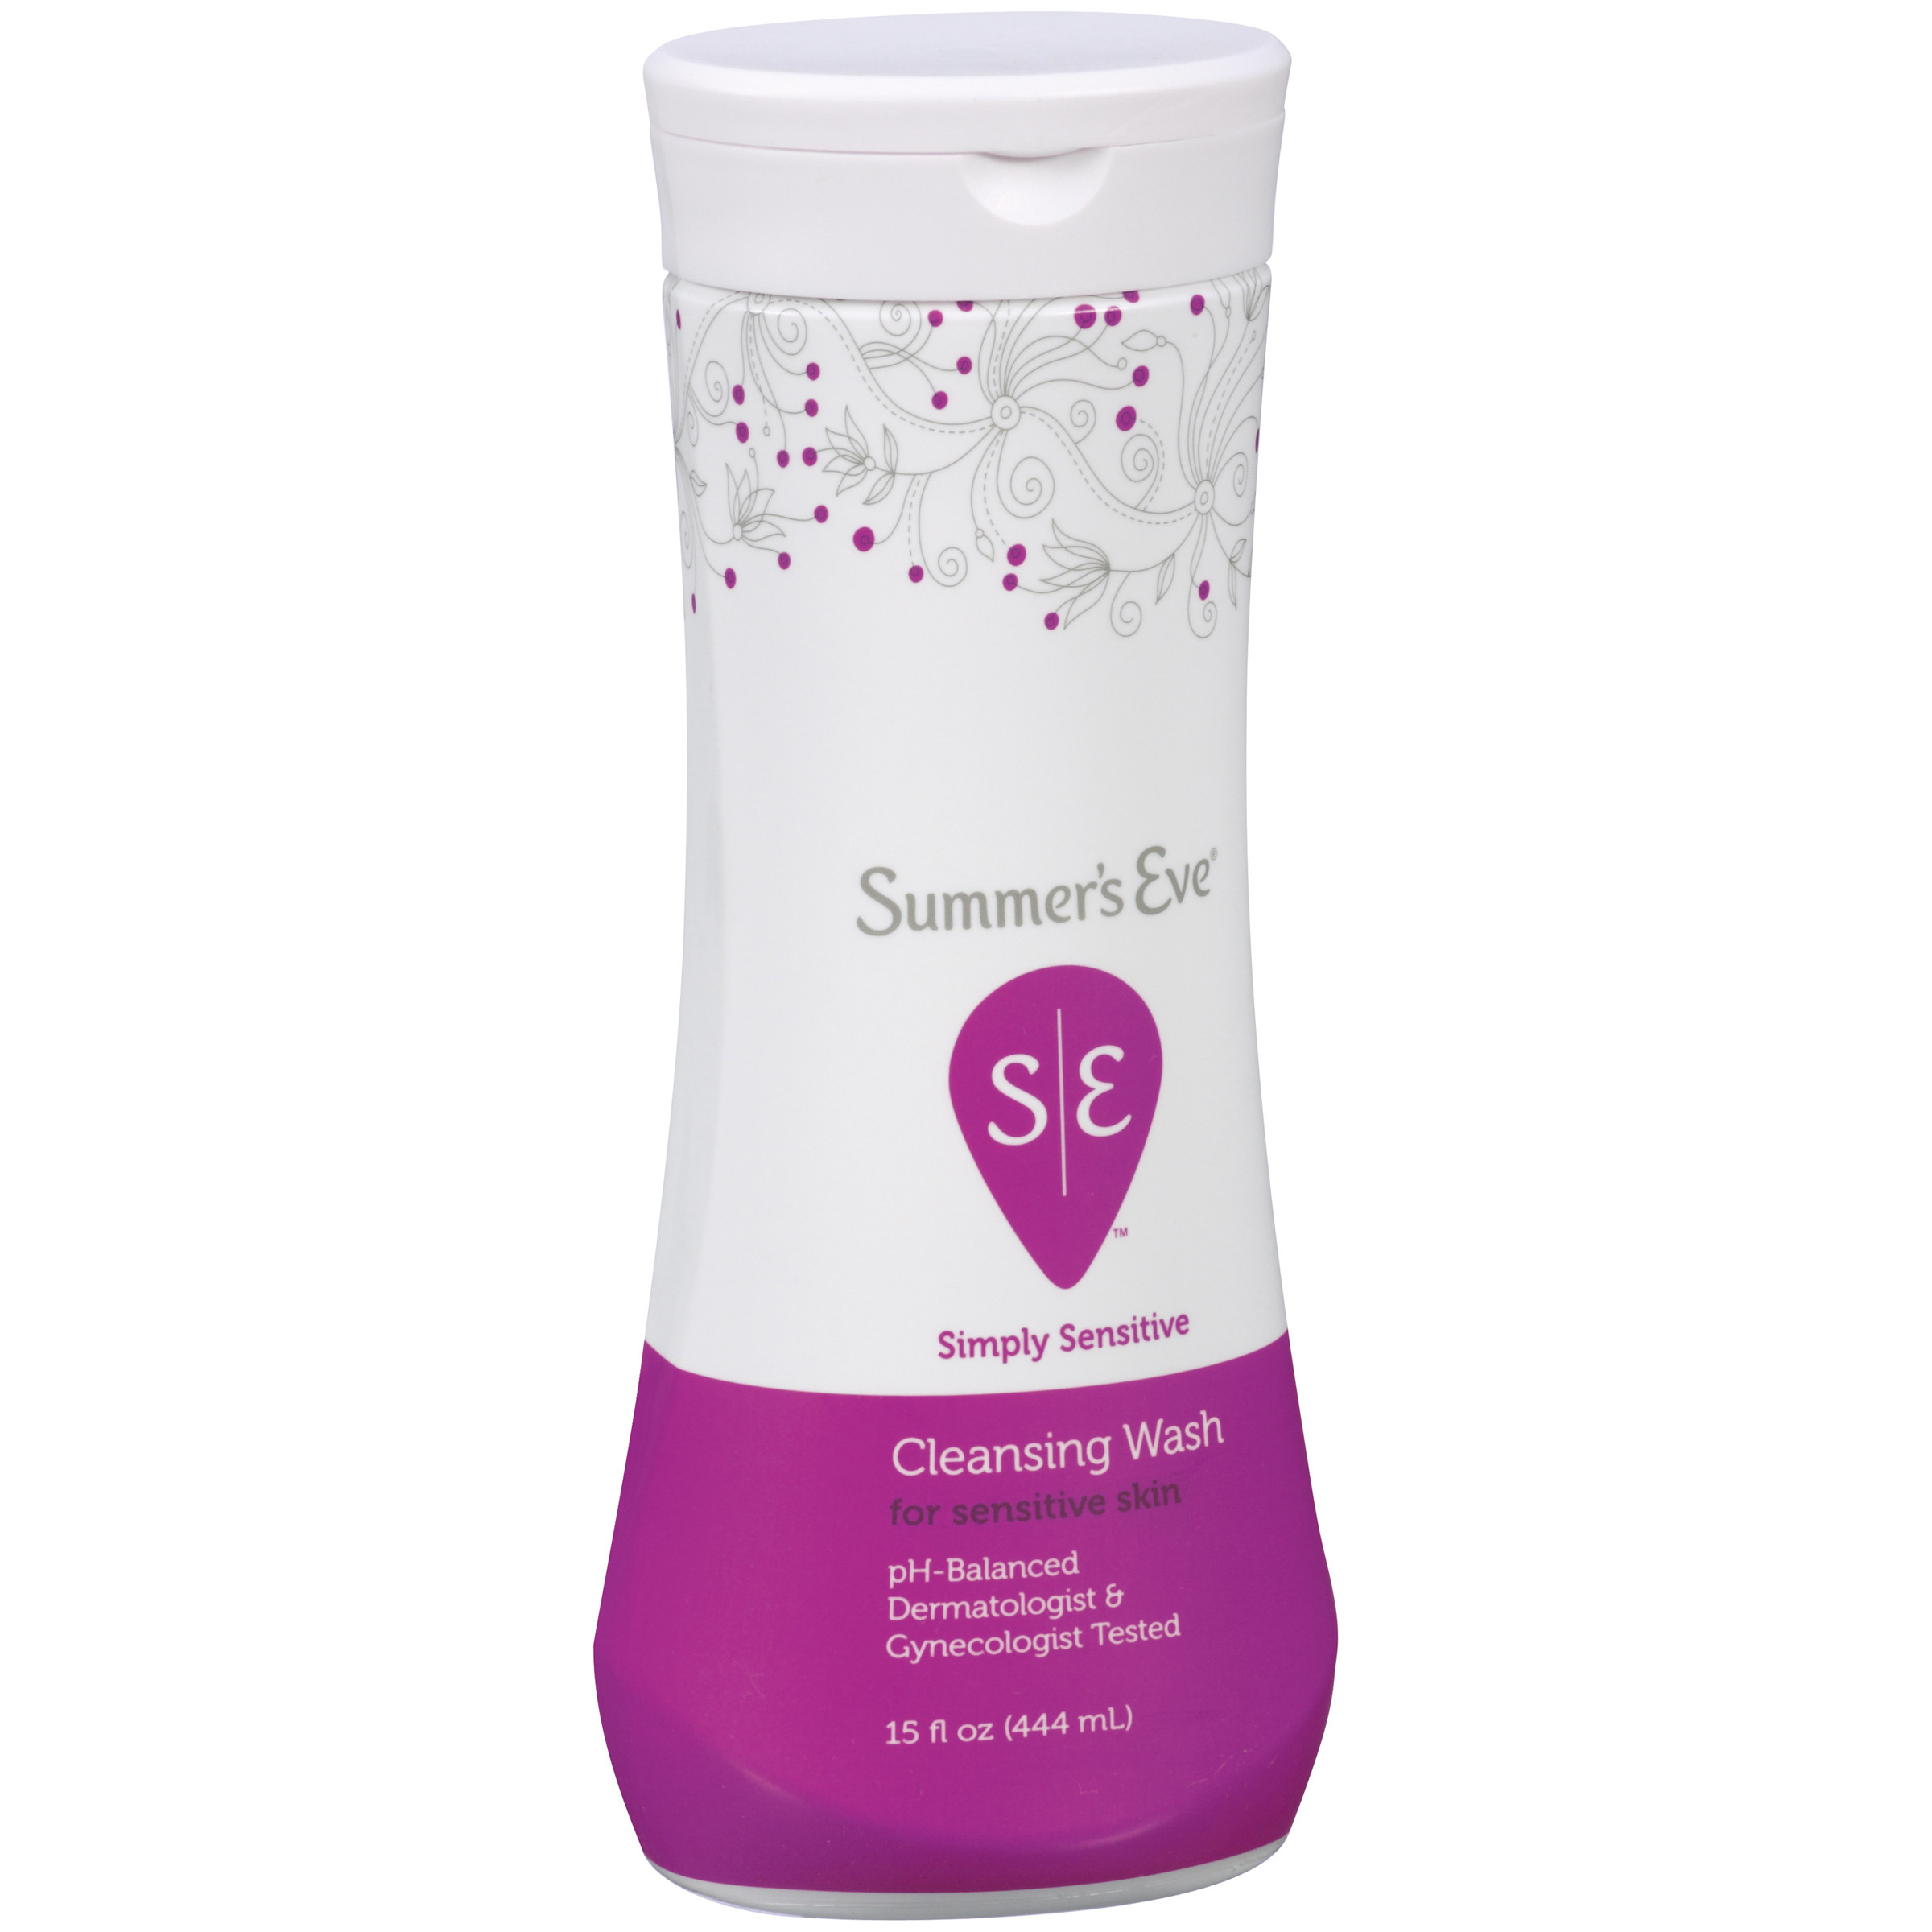 Summer's Eve®
S|E
™
Simply Sensitive
Cleansing Wash
for sensitive skin
pH-Balanced
Dermatologist &
Gynecologist Tested
15 fl oz (444 mL)